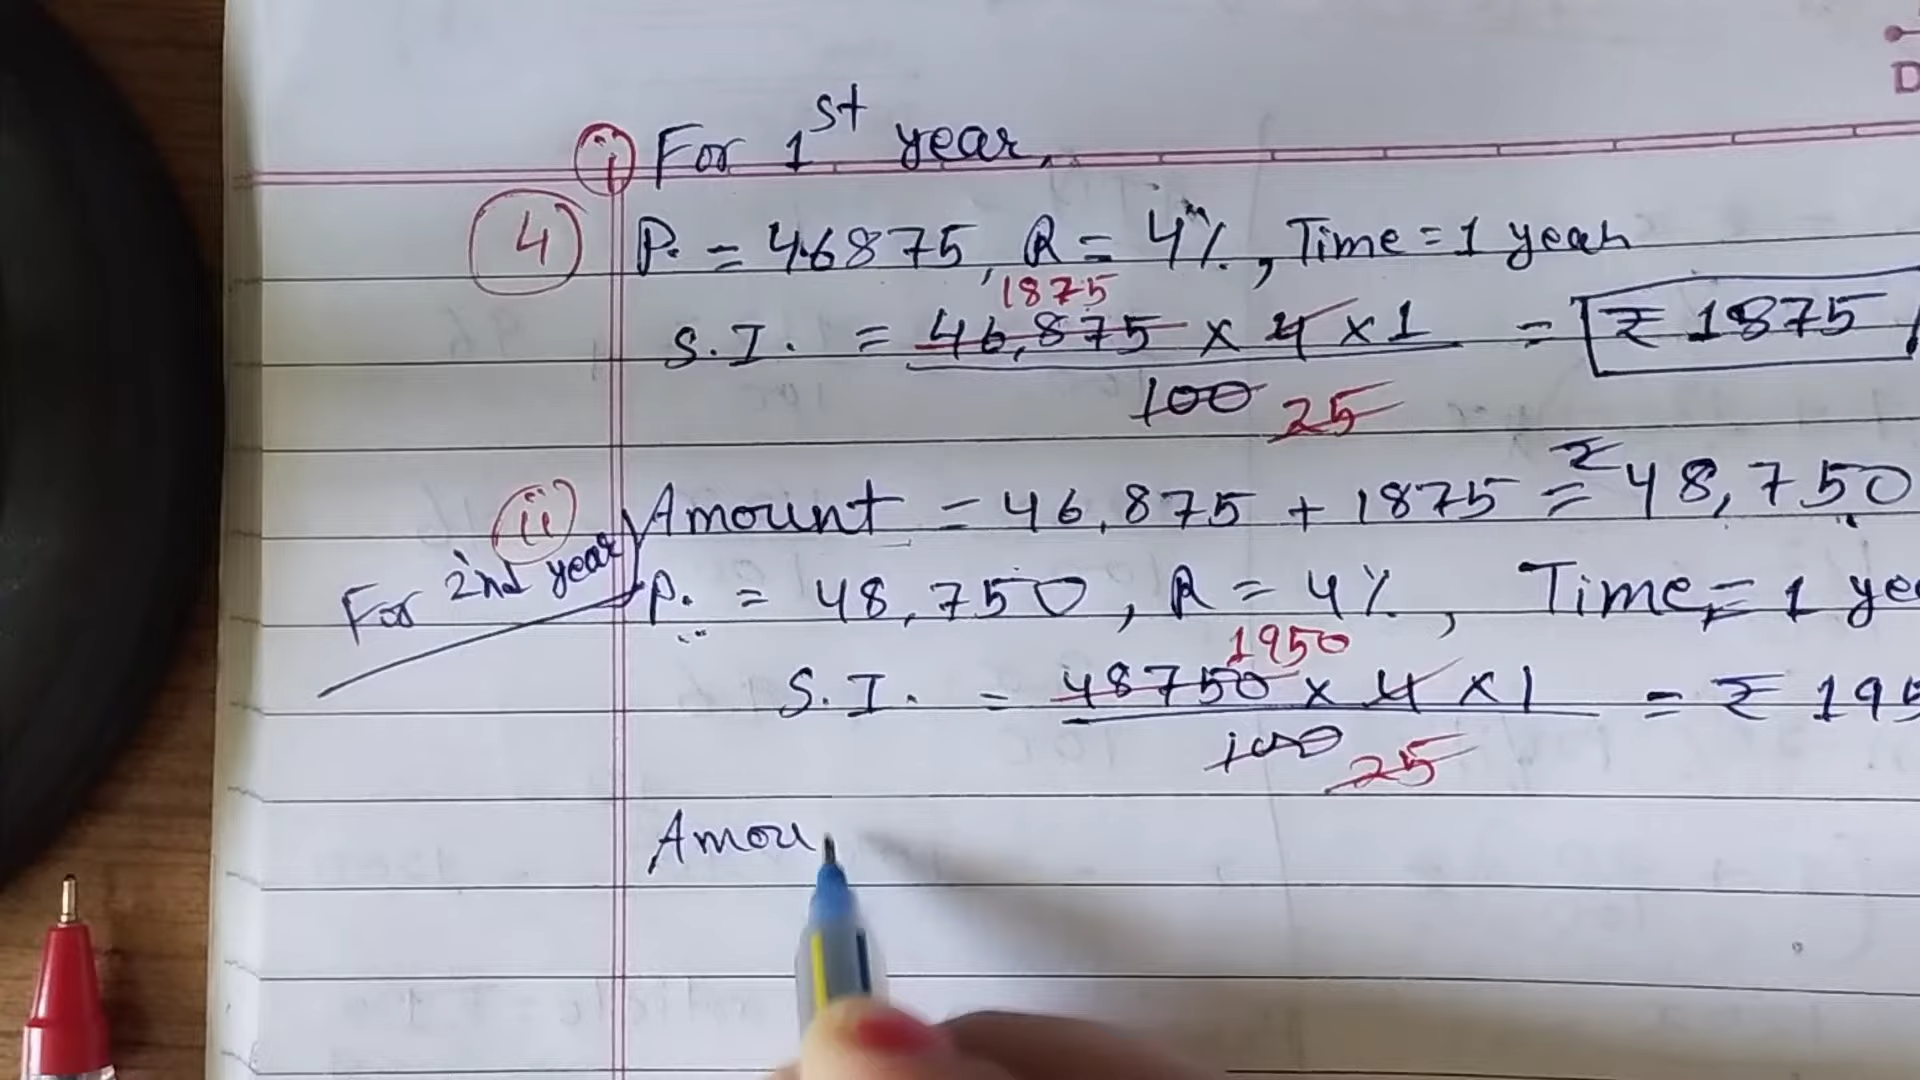 (i) For 1st year,
(4) P. = 46875, R = 4%, Time = 1 year
1875
S.I. = 46,875 x 4 x 1 = ₹ 1875
100 25
(ii) Amount = 46,875 + 1875 = ₹ 48,750
For 2nd year P. = 48,750, R = 4%, Time = 1 ye
1950
S.I. = 48750 x 4 x 1 = ₹ 195
100 25
Amou
D